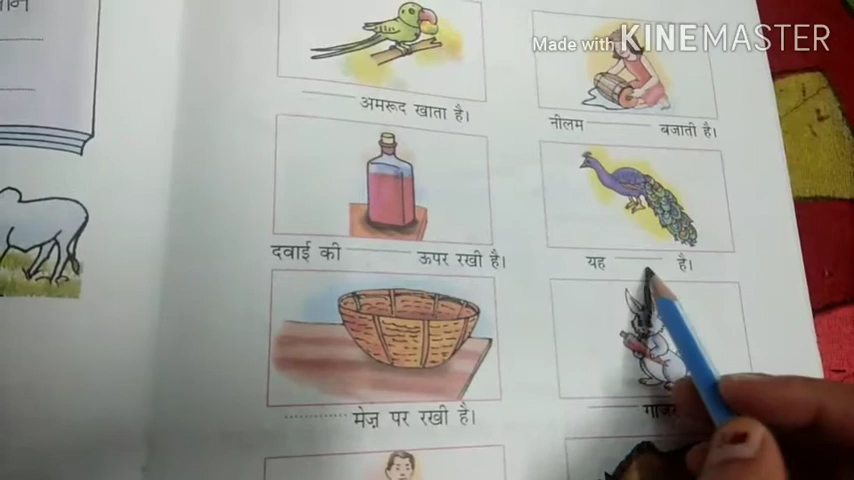 Made with KINEMASTER
अमरूद खाता है।
नीलम ———— बजाती है।
दवाई की ———— ऊपर रखी है।
यह ———— है।
............ मेज़ पर रखी है।